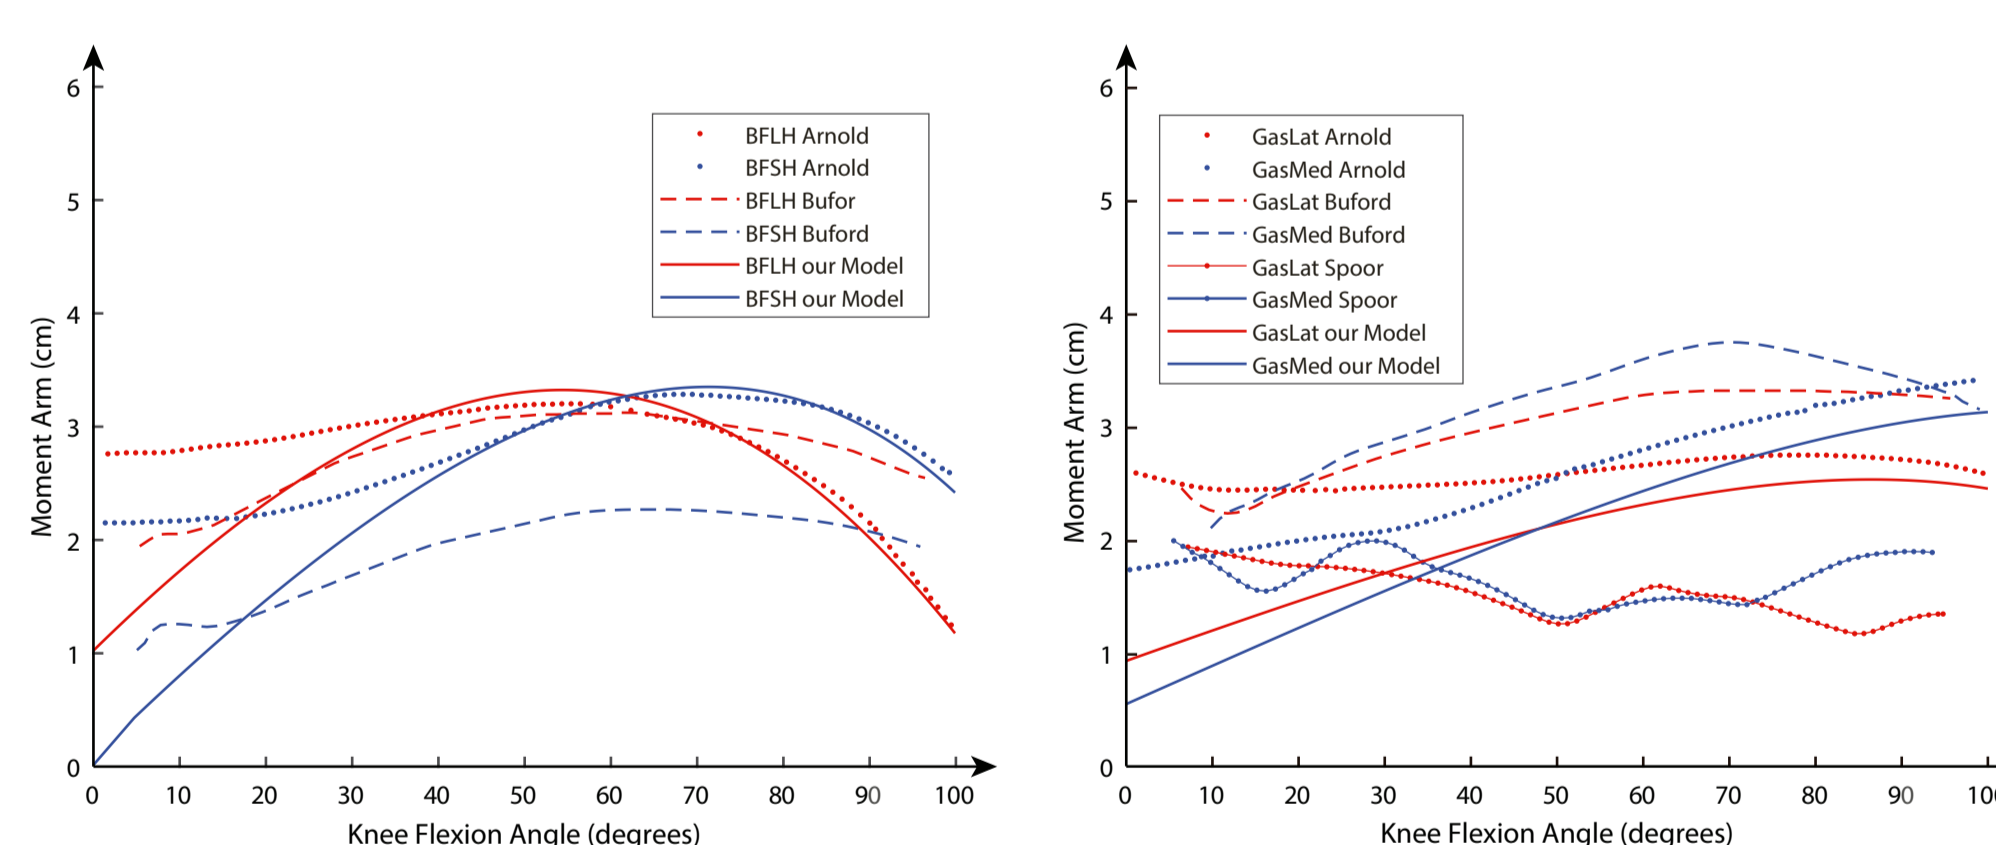 6
5
4
3
2
1
0
Moment Arm (cm)
BFLH Arnold
BFSH Arnold
BFLH Bufor
BFSH Buford
BFLH our Model
BFSH our Model
0 10 20 30 40 50 60 70 80 90 100
Knee Flexion Angle (degrees)
6
5
4
3
2
1
0
Moment Arm (cm)
GasLat Arnold
GasMed Arnold
GasLat Buford
GasMed Buford
GasLat Spoor
GasMed Spoor
GasLat our Model
GasMed our Model
0 10 20 30 40 50 60 70 80 90
Knee Flexion Angle (degrees)